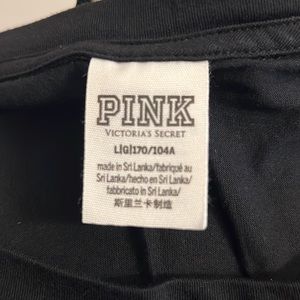 PINK
VICTORIA'S SECRET
L|G|170/104A
made in Sri Lanka/fabriqué au
Sri Lanka/hecho en Sri Lanka/
fabbricato in Sri Lanka/
斯里兰卡制造